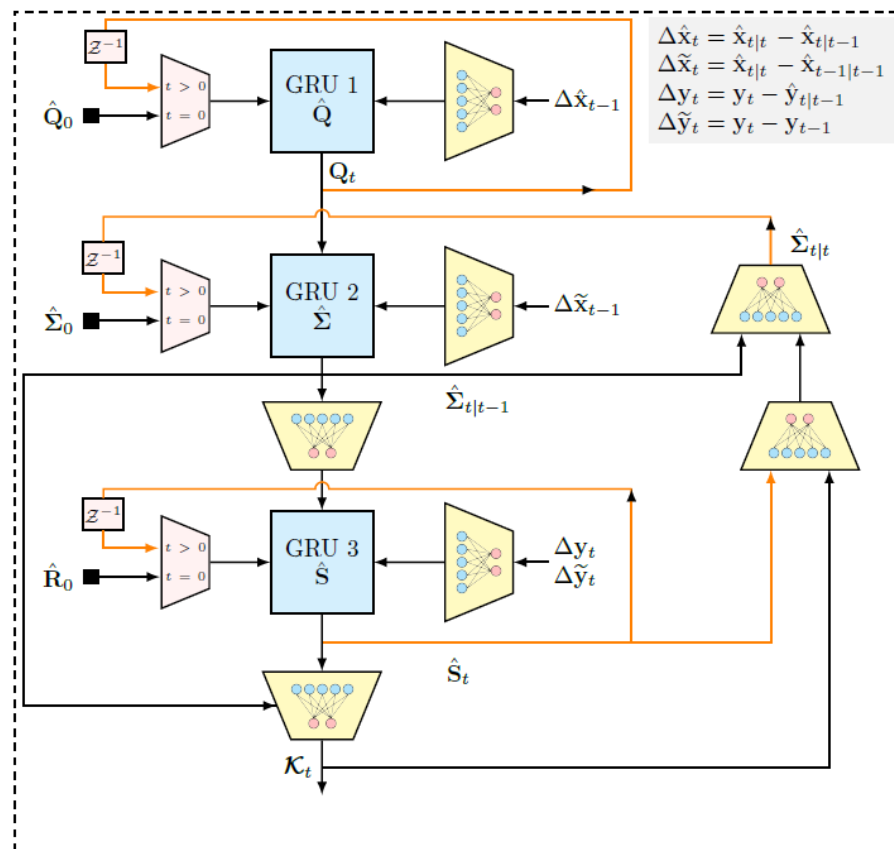 Δx̂ₜ = x̂ₜ|ₜ − x̂ₜ|ₜ₋₁
Δx̃ₜ = x̂ₜ|ₜ − x̂ₜ₋₁|ₜ₋₁
Δyₜ = yₜ − ŷₜ|ₜ₋₁
Δỹₜ = yₜ − yₜ₋₁
𝒵⁻¹
t > 0
t = 0
Q̂₀
GRU 1
Q̂
Δx̂ₜ₋₁
Qₜ
𝒵⁻¹
t > 0
t = 0
Σ̂₀
GRU 2
Σ̂
Δx̃ₜ₋₁
Σ̂ₜ|ₜ
Σ̂ₜ|ₜ₋₁
𝒵⁻¹
t > 0
t = 0
R̂₀
GRU 3
Ŝ
Δyₜ
Δỹₜ
Ŝₜ
𝒦ₜ